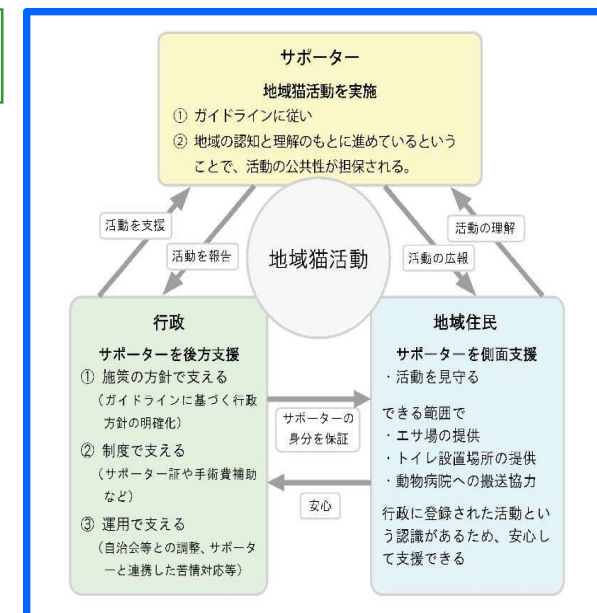 サポーター
地域猫活動を実施
① ガイドラインに従い
② 地域の認知と理解のもとに進めているという
ことで、活動の公共性が担保される。
活動を支援
活動を報告
地域猫活動
活動の広報
活動の理解
行政
サポーターを後方支援
① 施策の方針で支える
（ガイドラインに基づく行政
方針の明確化）
② 制度で支える
（サポーター証や手術費補助
など）
③ 運用で支える
（自治会等との調整、サポータ
ーと連携した苦情対応等）
サポーターの
身分を保証
安心
地域住民
サポーターを側面支援
・活動を見守る
できる範囲で
・エサ場の提供
・トイレ設置場所の提供
・動物病院への搬送協力
行政に登録された活動とい
う認識があるため、安心し
て支援できる